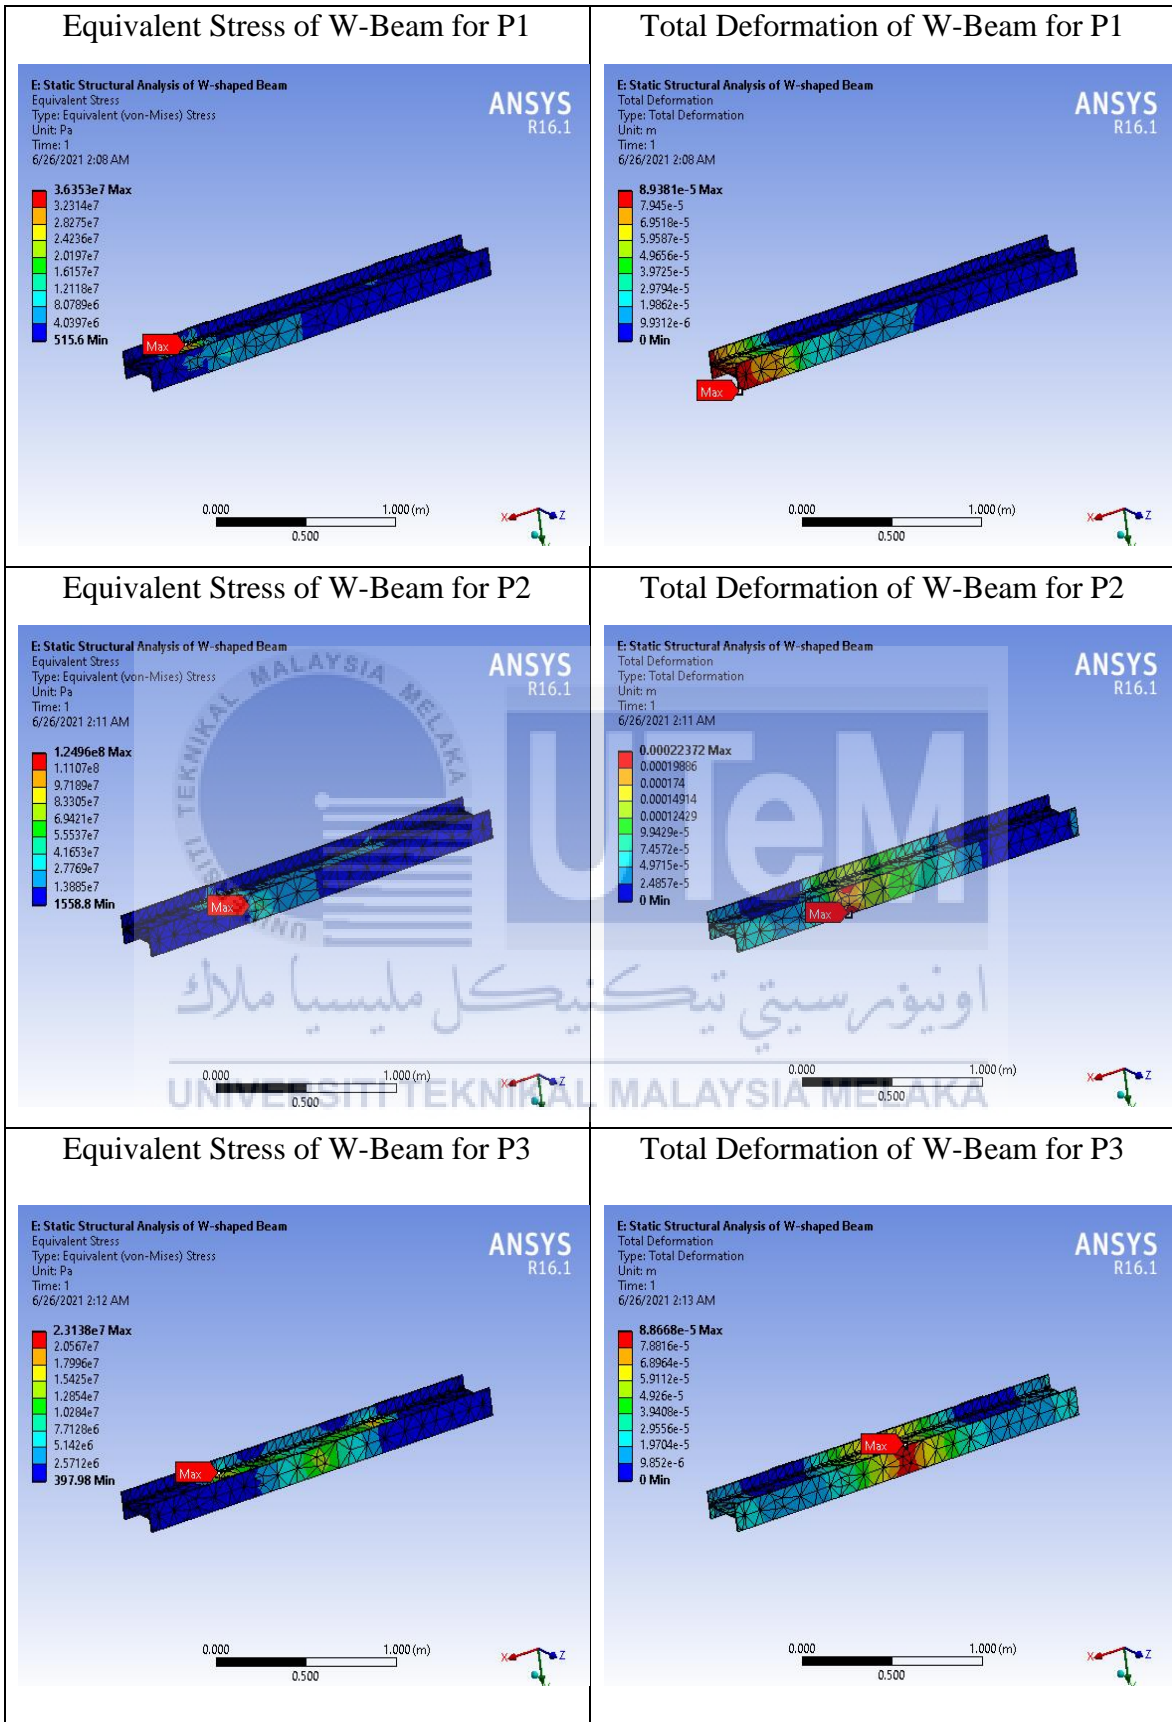 Equivalent Stress of W-Beam for P1
E: Static Structural Analysis of W-shaped Beam
Equivalent Stress
Type: Equivalent (von-Mises) Stress
Unit: Pa
Time: 1
6/26/2021 2:08 AM
ANSYS
R16.1
3.6353e7 Max
3.2314e7
2.8275e7
2.4236e7
2.0197e7
1.6157e7
1.2118e7
8.0789e6
4.0397e6
515.6 Min
Max
0.000
1.000 (m)
0.500
X
Z
Total Deformation of W-Beam for P1
E: Static Structural Analysis of W-shaped Beam
Total Deformation
Type: Total Deformation
Unit: m
Time: 1
6/26/2021 2:08 AM
ANSYS
R16.1
8.9381e-5 Max
7.945e-5
6.9518e-5
5.9587e-5
4.9656e-5
3.9725e-5
2.9794e-5
1.9862e-5
9.9312e-6
0 Min
Max
0.000
1.000 (m)
0.500
X
Z
Equivalent Stress of W-Beam for P2
E: Static Structural Analysis of W-shaped Beam
Equivalent Stress
Type: Equivalent (von-Mises) Stress
Unit: Pa
Time: 1
6/26/2021 2:11 AM
ANSYS
R16.1
1.2496e8 Max
1.1107e8
9.7189e7
8.3305e7
6.9421e7
5.5537e7
4.1653e7
2.7769e7
1.3885e7
1558.8 Min
Max
0.000
1.000 (m)
0.500
X
Z
Total Deformation of W-Beam for P2
E: Static Structural Analysis of W-shaped Beam
Total Deformation
Type: Total Deformation
Unit: m
Time: 1
6/26/2021 2:11 AM
ANSYS
R16.1
0.00022372 Max
0.00019886
0.000174
0.00014914
0.00012429
9.9429e-5
7.4572e-5
4.9715e-5
2.4857e-5
0 Min
Max
0.000
1.000 (m)
0.500
X
Z
TEKNIKAL MALAYSIA MELAKA
UTeM
اونيۏرسيتي تيكنيكل مليسيا ملاك
UNIVERSITI TEKNIKAL MALAYSIA MELAKA
Equivalent Stress of W-Beam for P3
E: Static Structural Analysis of W-shaped Beam
Equivalent Stress
Type: Equivalent (von-Mises) Stress
Unit: Pa
Time: 1
6/26/2021 2:12 AM
ANSYS
R16.1
2.3138e7 Max
2.0567e7
1.7996e7
1.5425e7
1.2854e7
1.0284e7
7.7128e6
5.142e6
2.5712e6
397.98 Min
Max
0.000
1.000 (m)
0.500
X
Z
Total Deformation of W-Beam for P3
E: Static Structural Analysis of W-shaped Beam
Total Deformation
Type: Total Deformation
Unit: m
Time: 1
6/26/2021 2:13 AM
ANSYS
R16.1
8.8668e-5 Max
7.8816e-5
6.8964e-5
5.9112e-5
4.926e-5
3.9408e-5
2.9556e-5
1.9704e-5
9.852e-6
0 Min
Max
0.000
1.000 (m)
0.500
X
Z